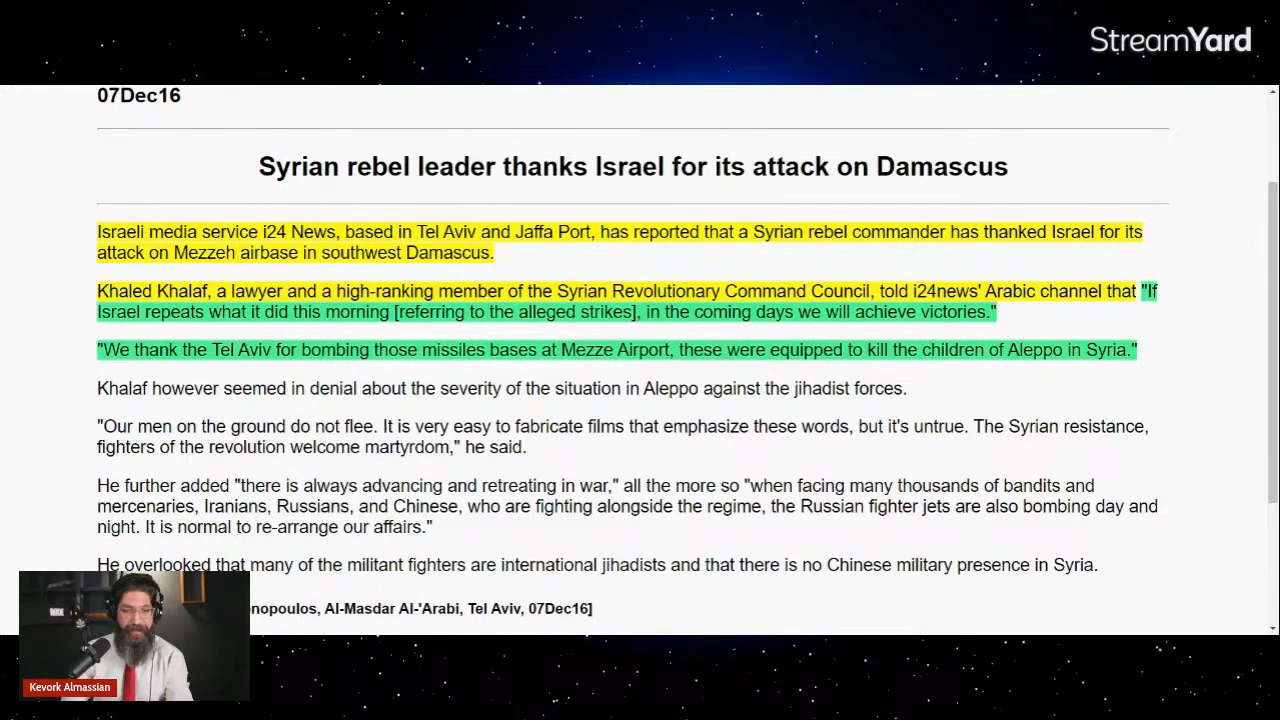 StreamYard
07Dec16
Syrian rebel leader thanks Israel for its attack on Damascus
Israeli media service i24 News, based in Tel Aviv and Jaffa Port, has reported that a Syrian rebel commander has thanked Israel for its
attack on Mezzeh airbase in southwest Damascus.
Khaled Khalaf, a lawyer and a high-ranking member of the Syrian Revolutionary Command Council, told i24news' Arabic channel that "If
Israel repeats what it did this morning [referring to the alleged strikes], in the coming days we will achieve victories."
"We thank the Tel Aviv for bombing those missiles bases at Mezze Airport, these were equipped to kill the children of Aleppo in Syria."
Khalaf however seemed in denial about the severity of the situation in Aleppo against the jihadist forces.
"Our men on the ground do not flee. It is very easy to fabricate films that emphasize these words, but it's untrue. The Syrian resistance,
fighters of the revolution welcome martyrdom," he said.
He further added "there is always advancing and retreating in war," all the more so "when facing many thousands of bandits and
mercenaries, Iranians, Russians, and Chinese, who are fighting alongside the regime, the Russian fighter jets are also bombing day and
night. It is normal to re-arrange our affairs."
He overlooked that many of the militant fighters are international jihadists and that there is no Chinese military presence in Syria.
Al-Masdar Al-'Arabi, Tel Aviv, 07Dec16]
Kevork Almassian